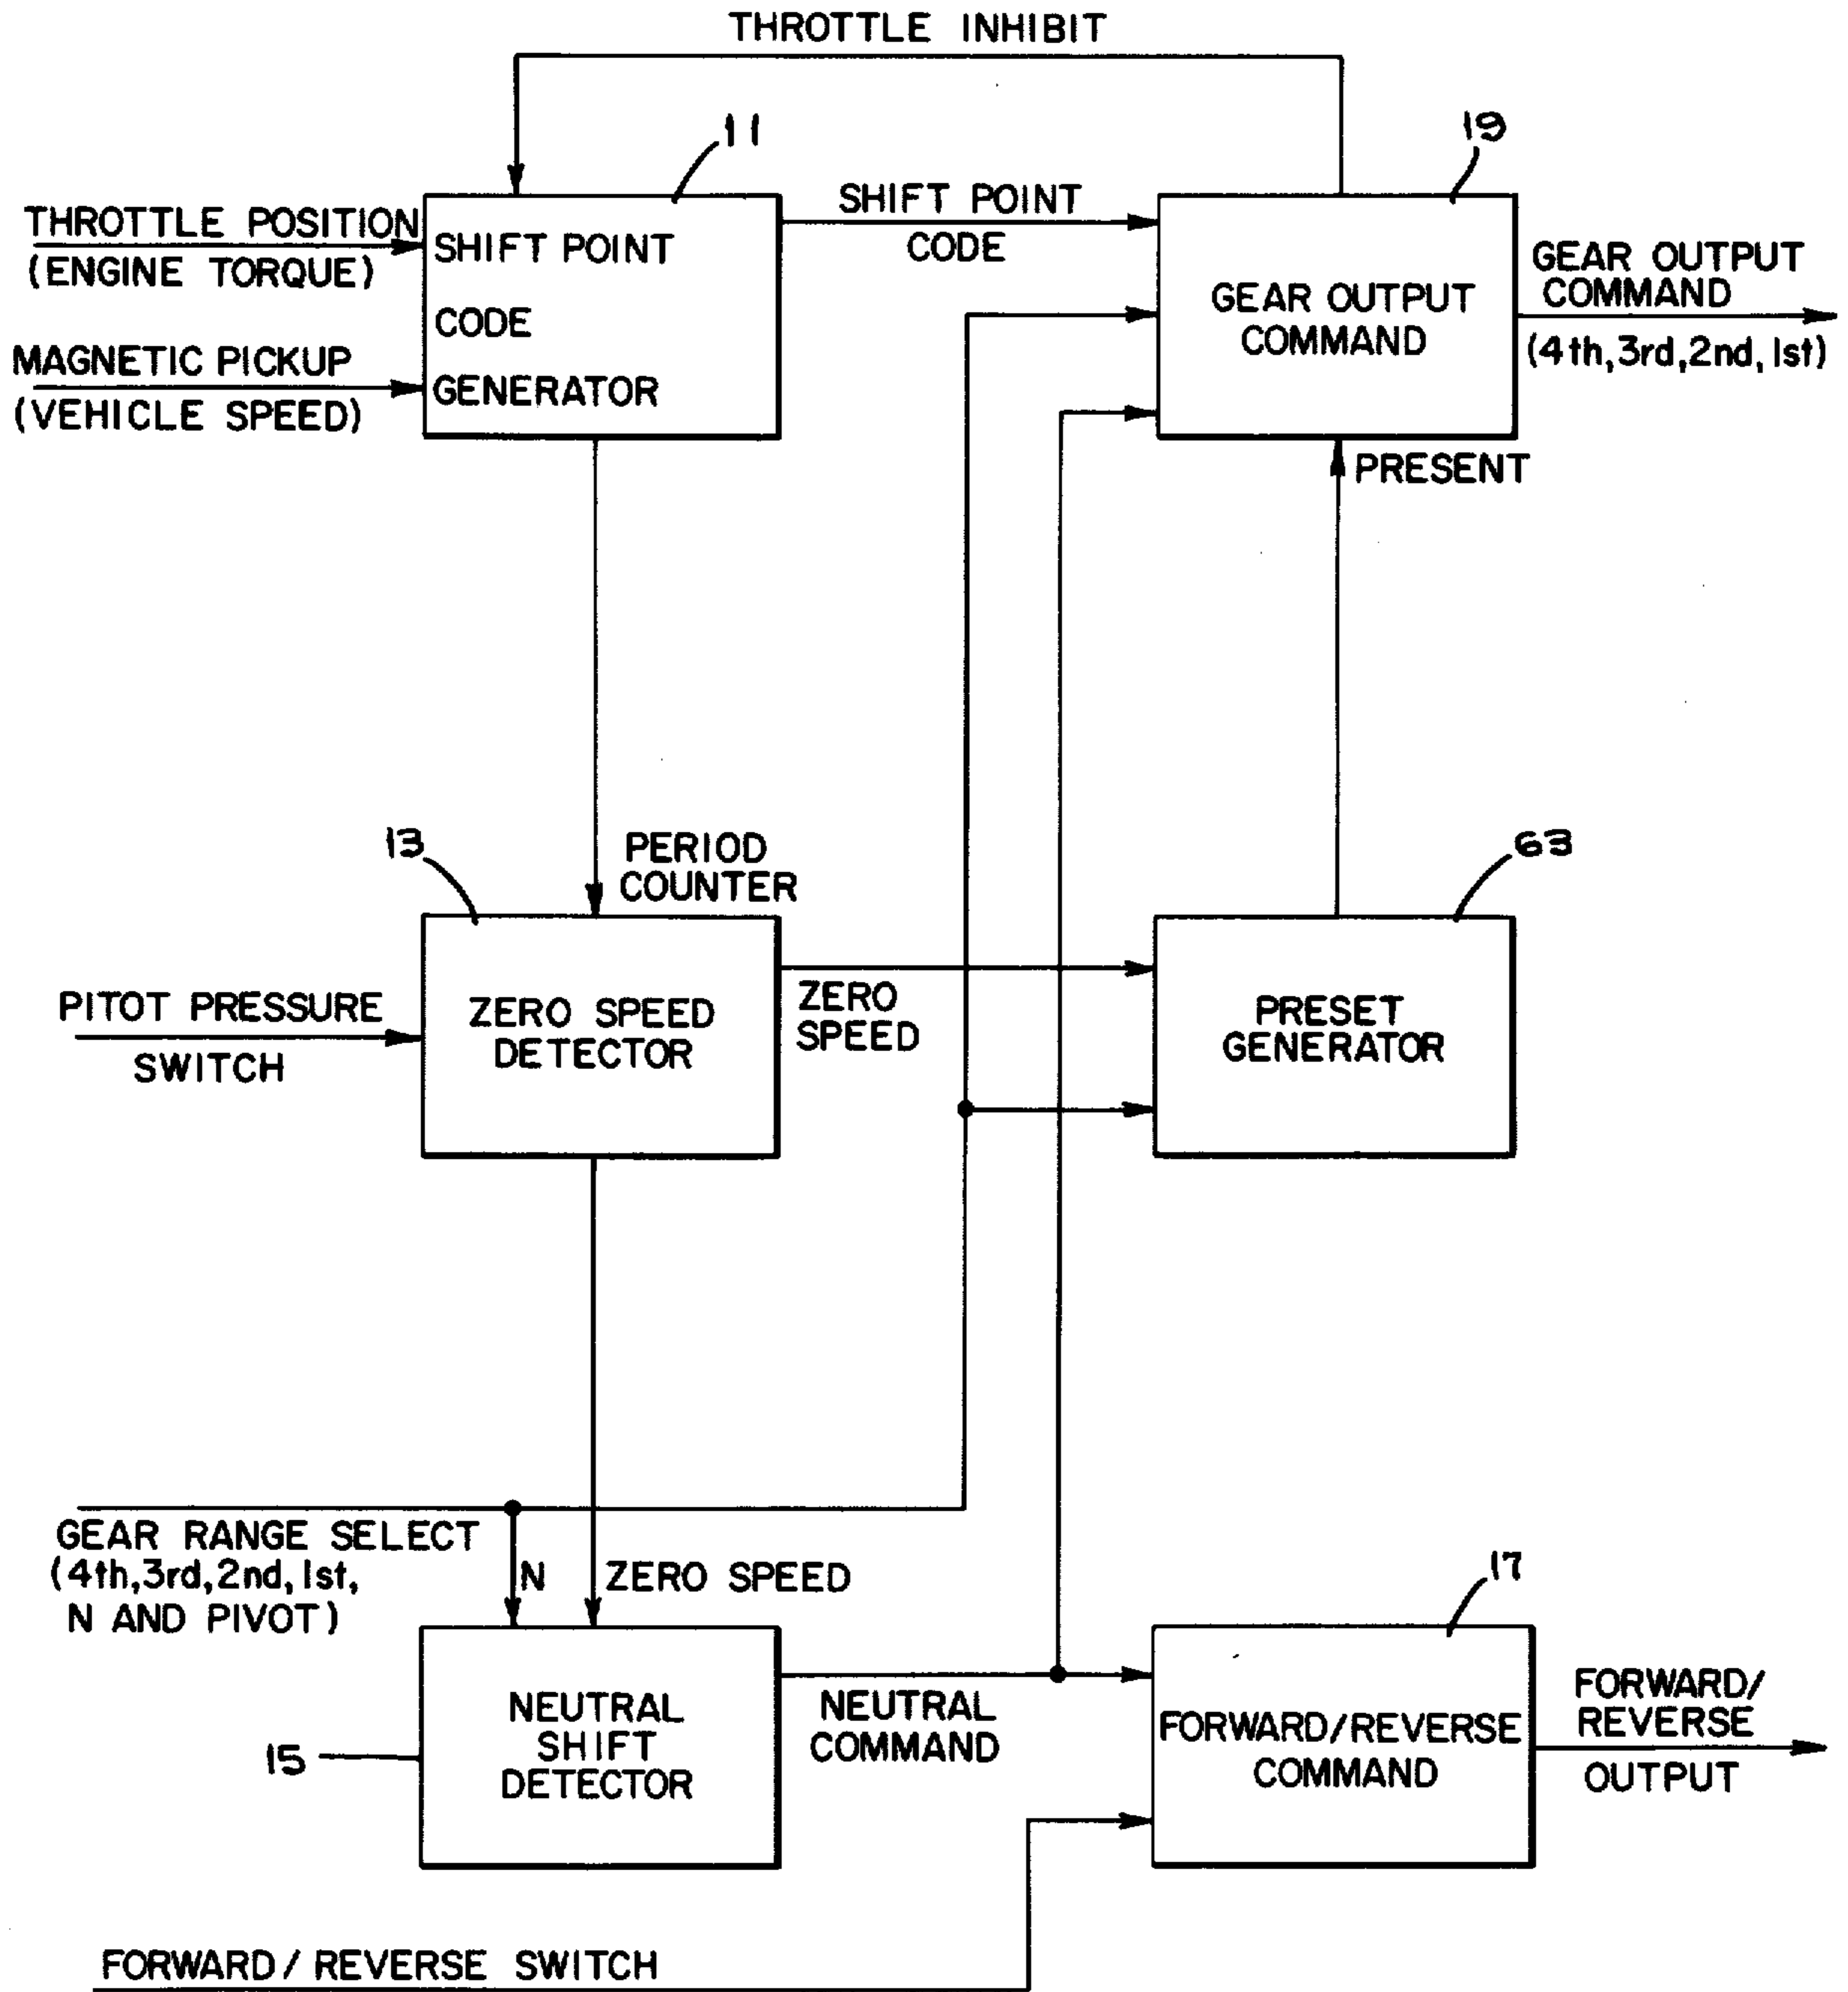 THROTTLE INHIBIT
11
19
THROTTLE POSITION
(ENGINE TORQUE)
MAGNETIC PICKUP
(VEHICLE SPEED)
SHIFT POINT
CODE
GENERATOR
SHIFT POINT
CODE
GEAR OUTPUT
COMMAND
GEAR OUTPUT
COMMAND
(4th,3rd,2nd,1st)
PRESENT
13
PERIOD
COUNTER
63
PITOT PRESSURE
SWITCH
ZERO SPEED
DETECTOR
ZERO
SPEED
PRESET
GENERATOR
GEAR RANGE SELECT
(4th,3rd,2nd,1st,
N AND PIVOT)
N
ZERO SPEED
17
15
NEUTRAL
SHIFT
DETECTOR
NEUTRAL
COMMAND
FORWARD/REVERSE
COMMAND
FORWARD/
REVERSE
OUTPUT
FORWARD/REVERSE SWITCH